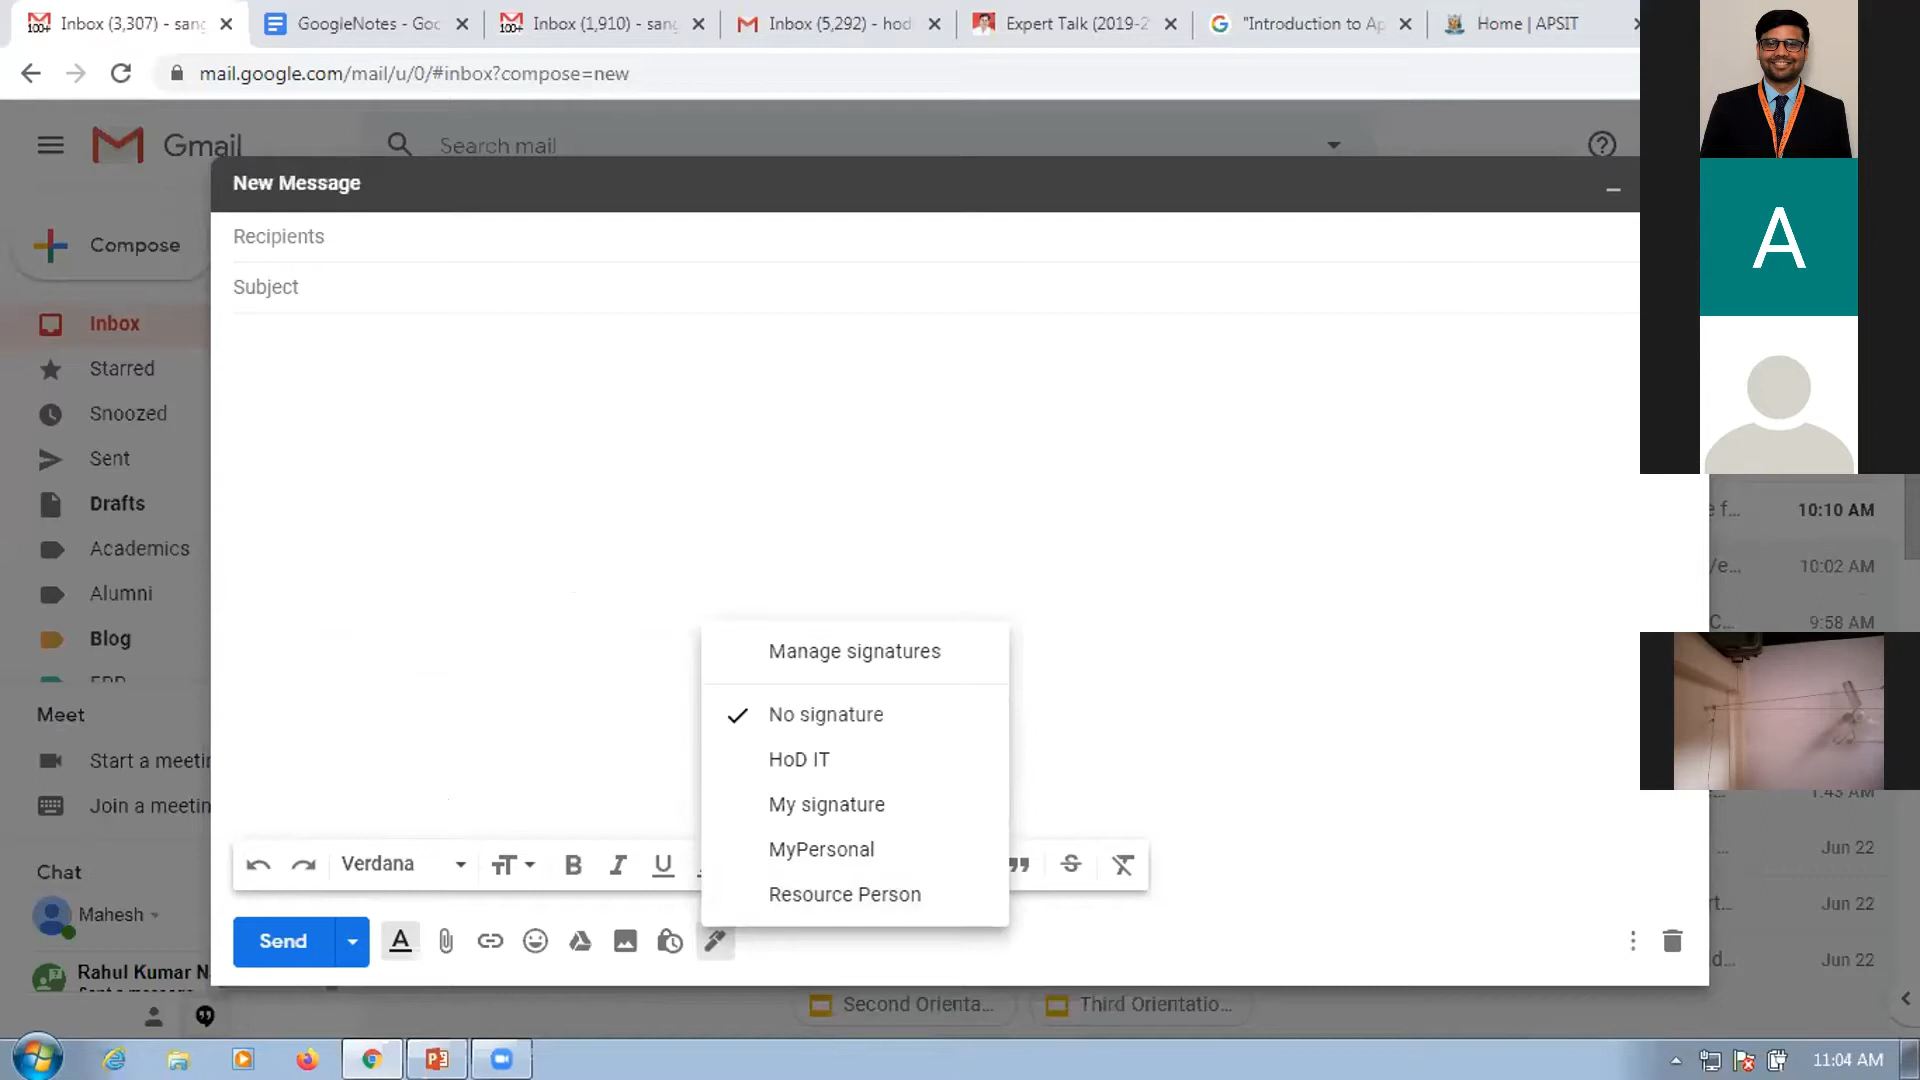 Inbox (3,307) - sang
GoogleNotes - Goo
Inbox (1,910) - sang
Inbox (5,292) - hod
Expert Talk (2019-2
"Introduction to Ap
Home | APSIT
mail.google.com/mail/u/0/#inbox?compose=new
Gmail
Search mail
New Message
Recipients
Subject
Compose
Inbox
Starred
Snoozed
Sent
Drafts
Academics
Alumni
Blog
Meet
Start a meetin
Join a meetin
Chat
Mahesh
Rahul Kumar N
A
e f... 10:10 AM
/e... 10:02 AM
C... 9:58 AM
1:43 AM
... Jun 22
rt... Jun 22
d... Jun 22
Manage signatures
No signature
HoD IT
My signature
MyPersonal
Resource Person
Verdana
Send
Second Orienta...
Third Orientatio...
11:04 AM